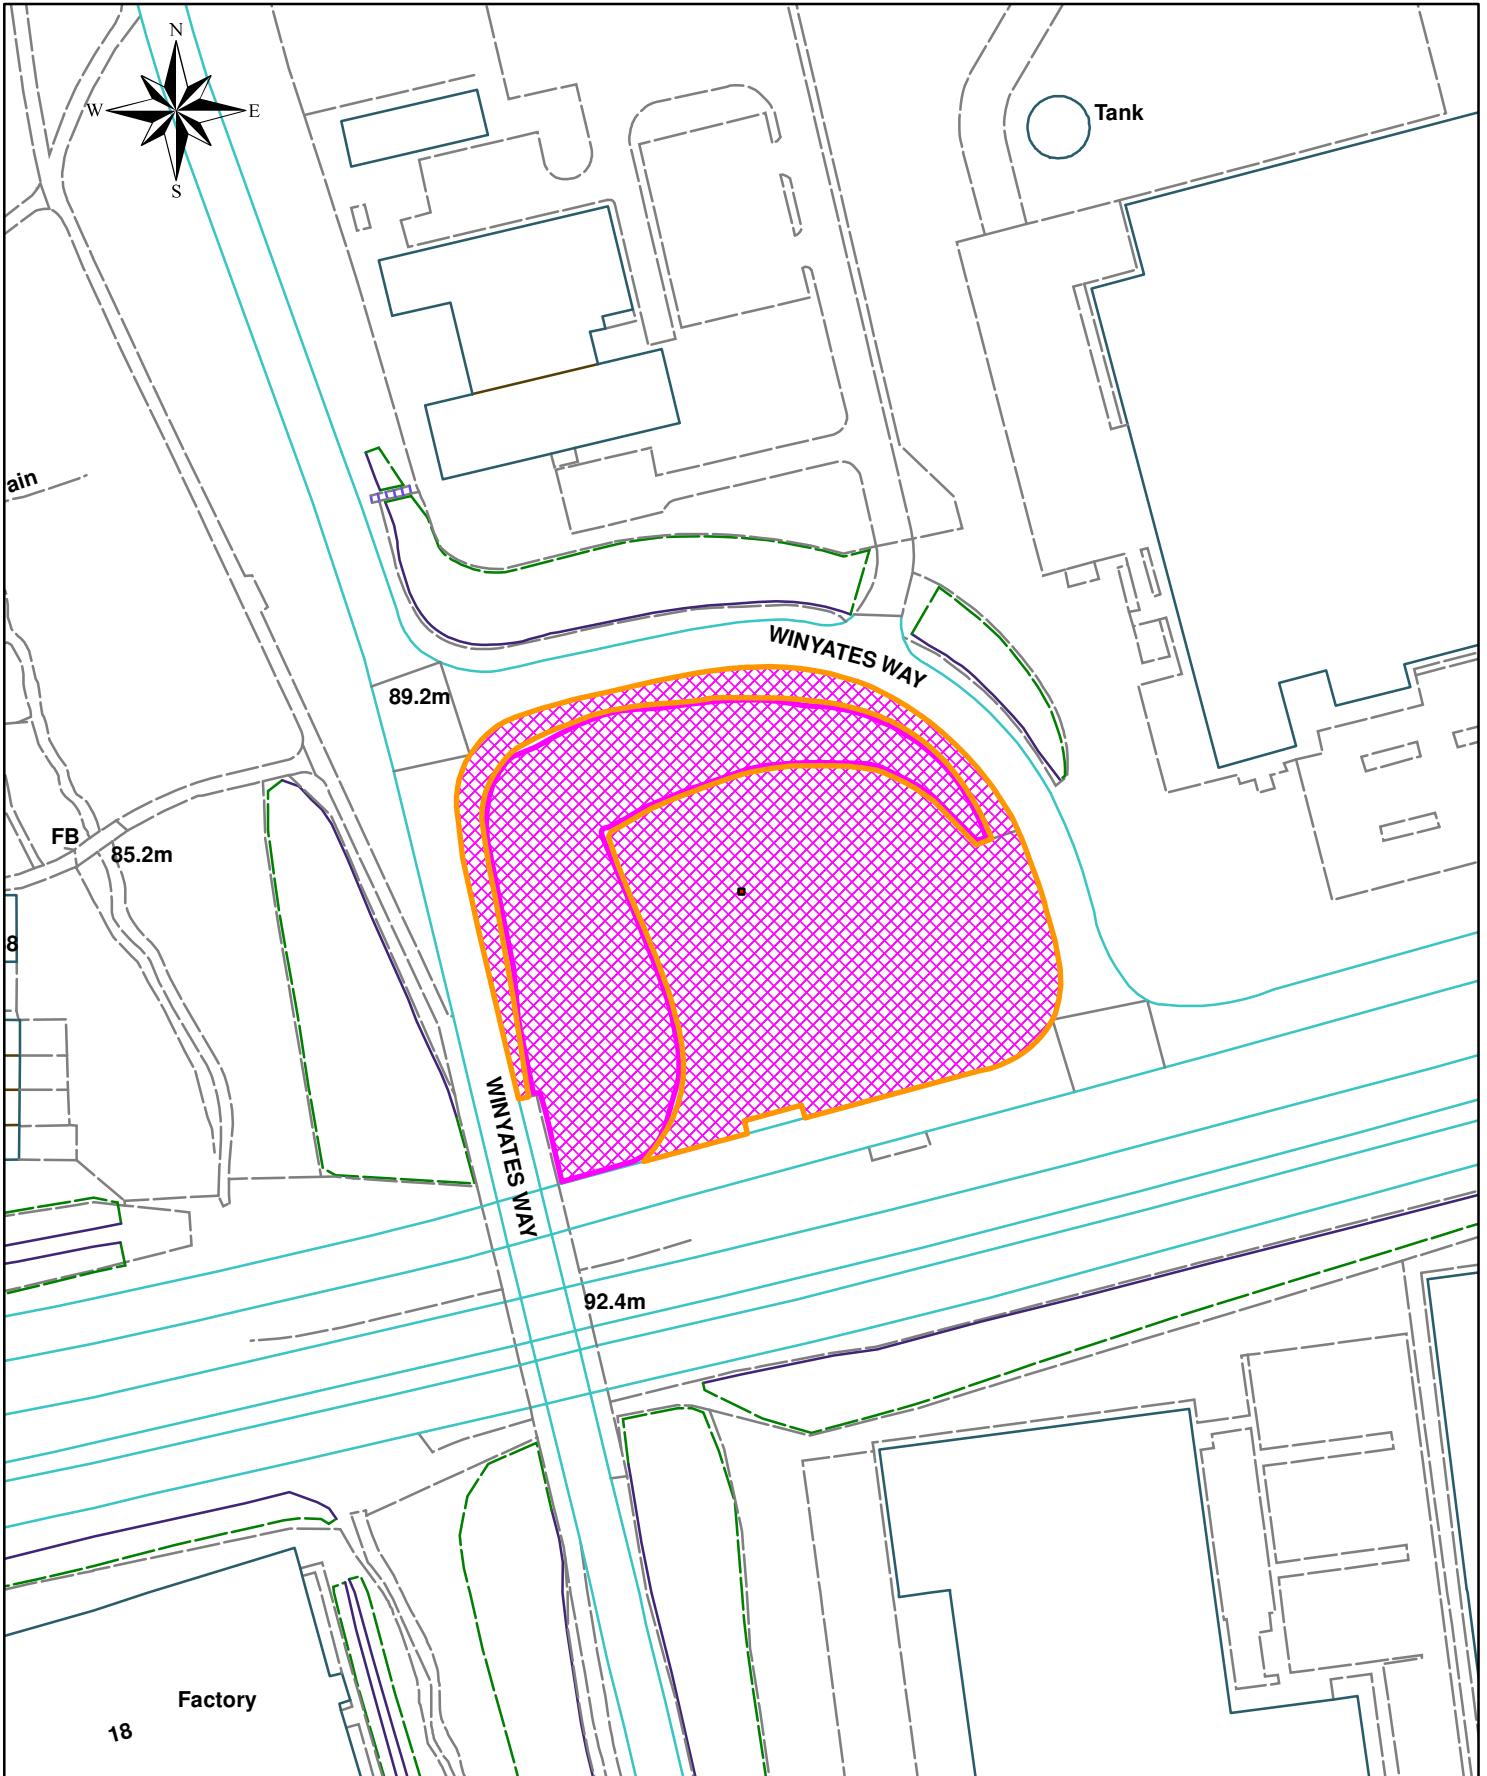 N
W E
S
Tank
ain
WINYATES WAY
89.2m
FB
85.2m
8
WINYATES WAY
92.4m
Factory
18